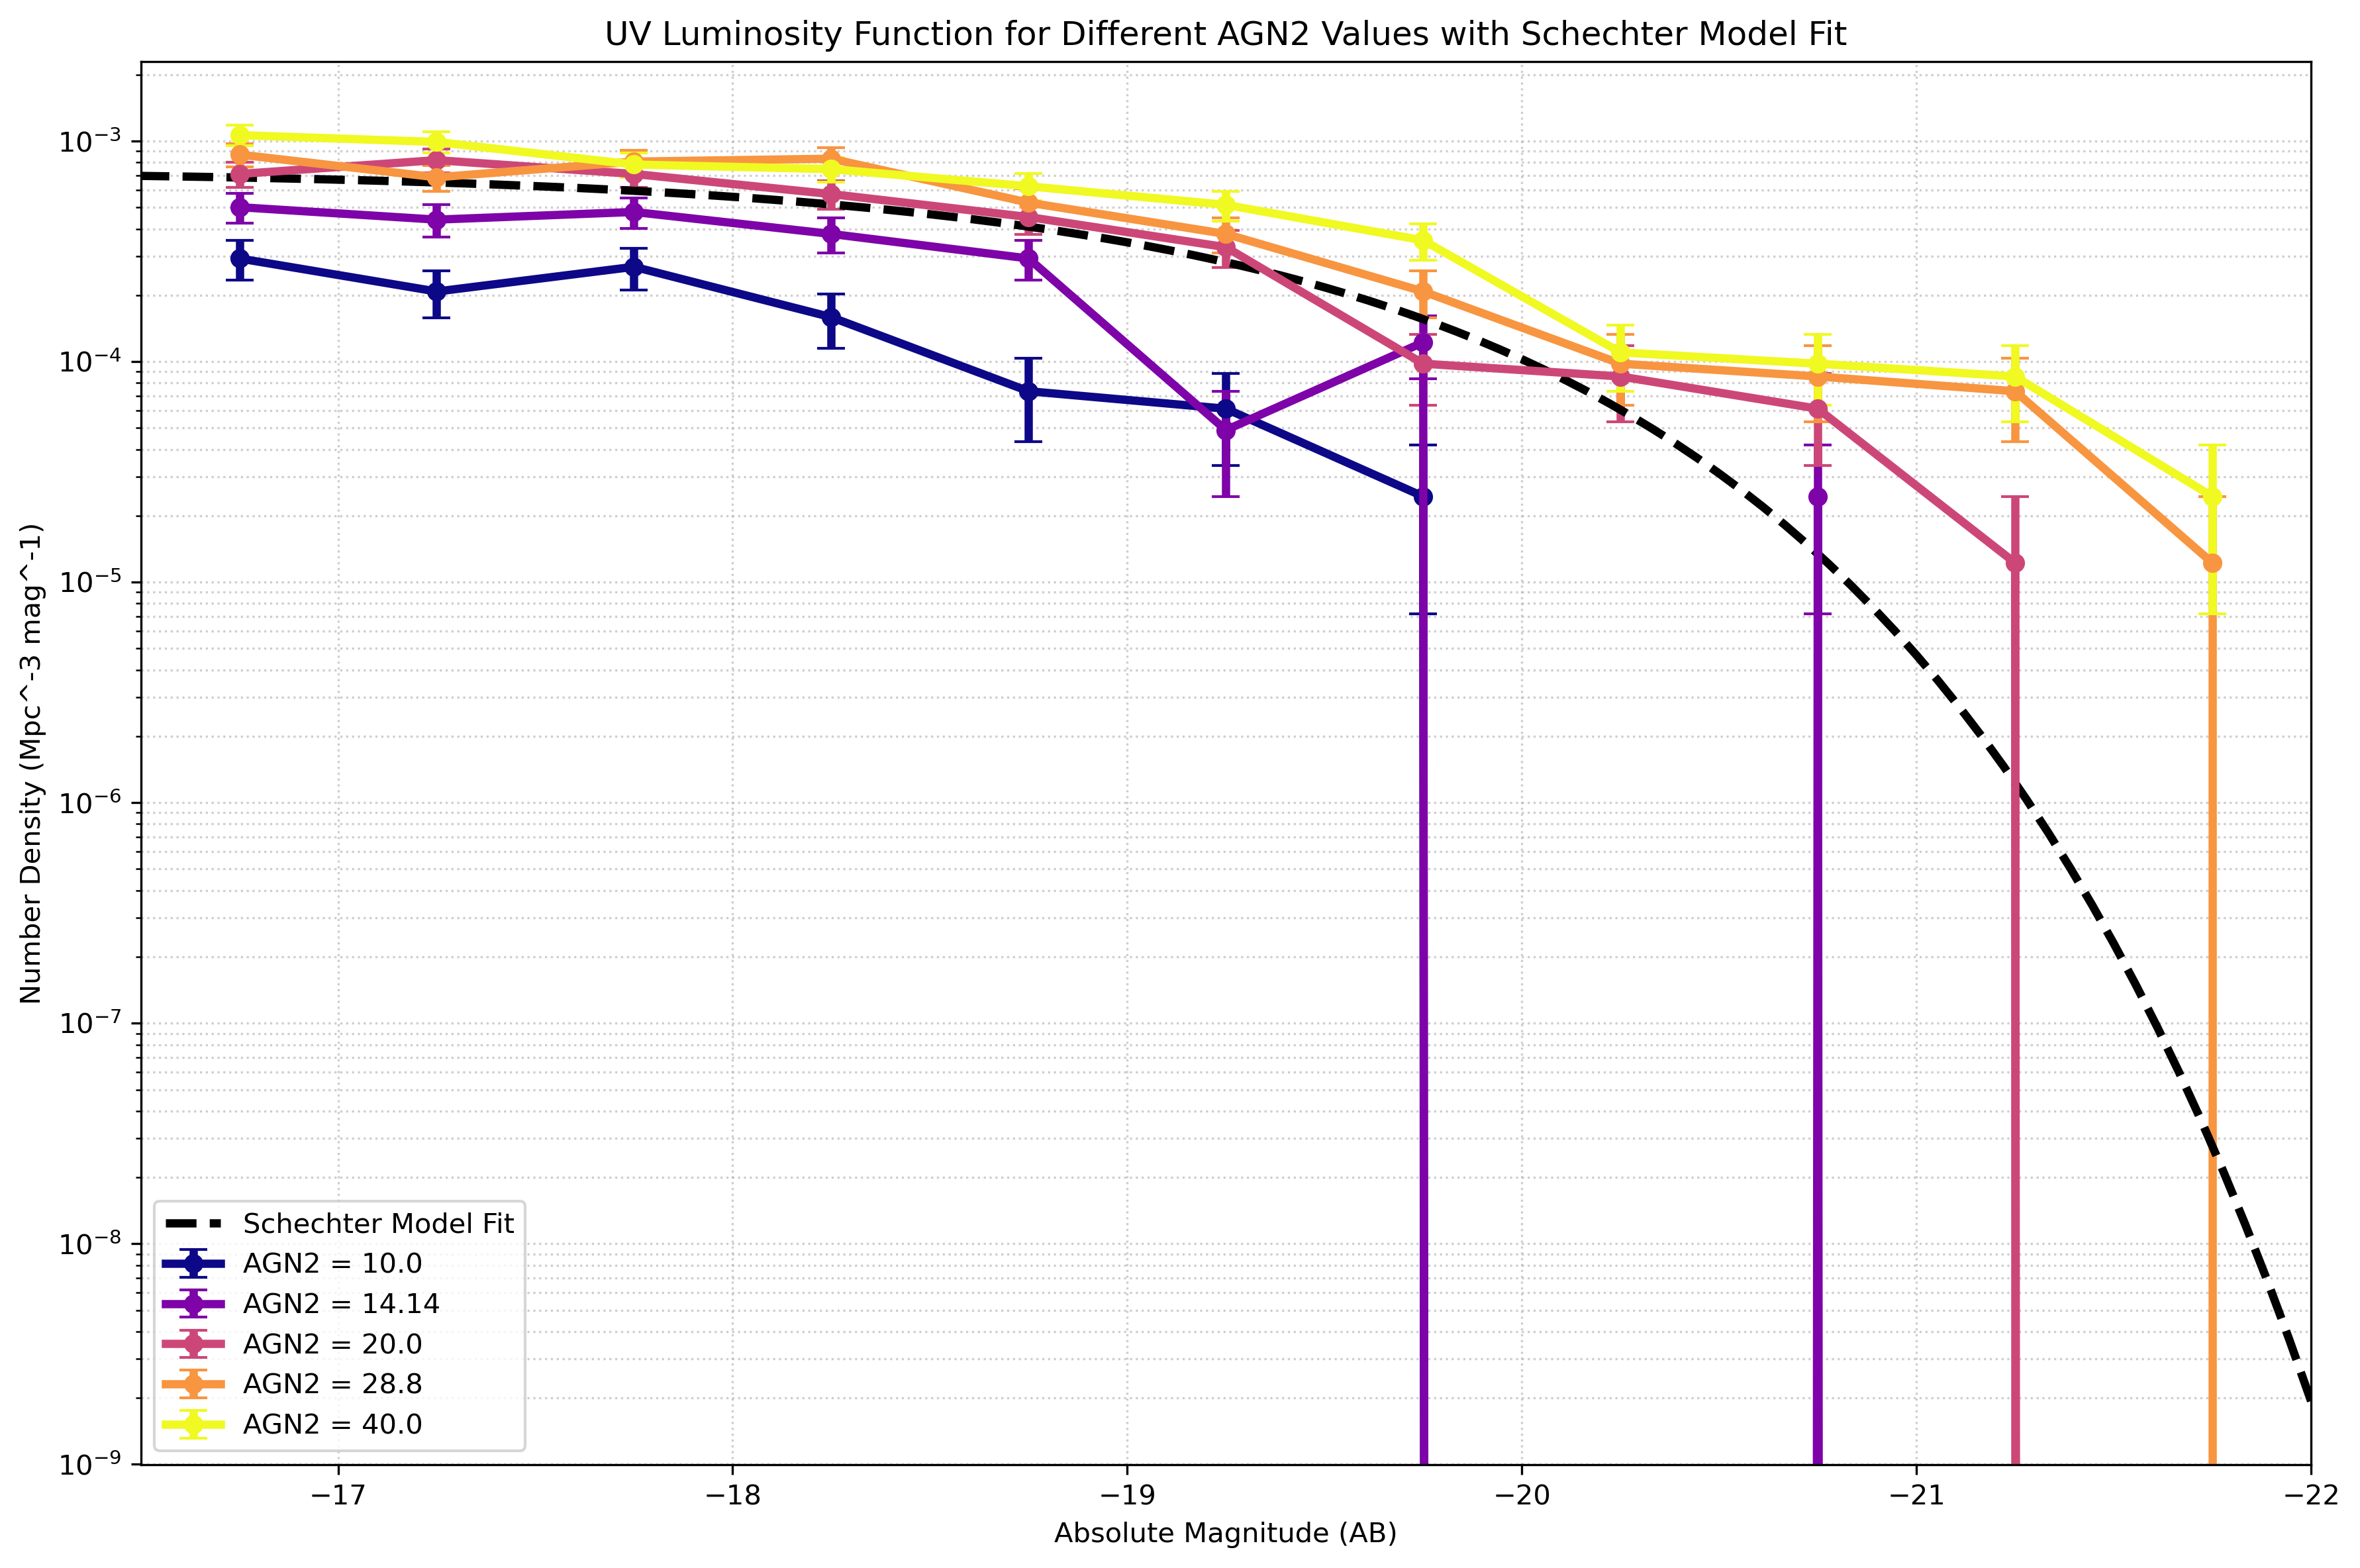 UV Luminosity Function for Different AGN2 Values with Schechter Model Fit
Number Density (Mpc^-3 mag^-1)
10⁻³
10⁻⁴
10⁻⁵
10⁻⁶
10⁻⁷
10⁻⁸
10⁻⁹
Schechter Model Fit
AGN2 = 10.0
AGN2 = 14.14
AGN2 = 20.0
AGN2 = 28.8
AGN2 = 40.0
−17 −18 −19 −20 −21 −22
Absolute Magnitude (AB)